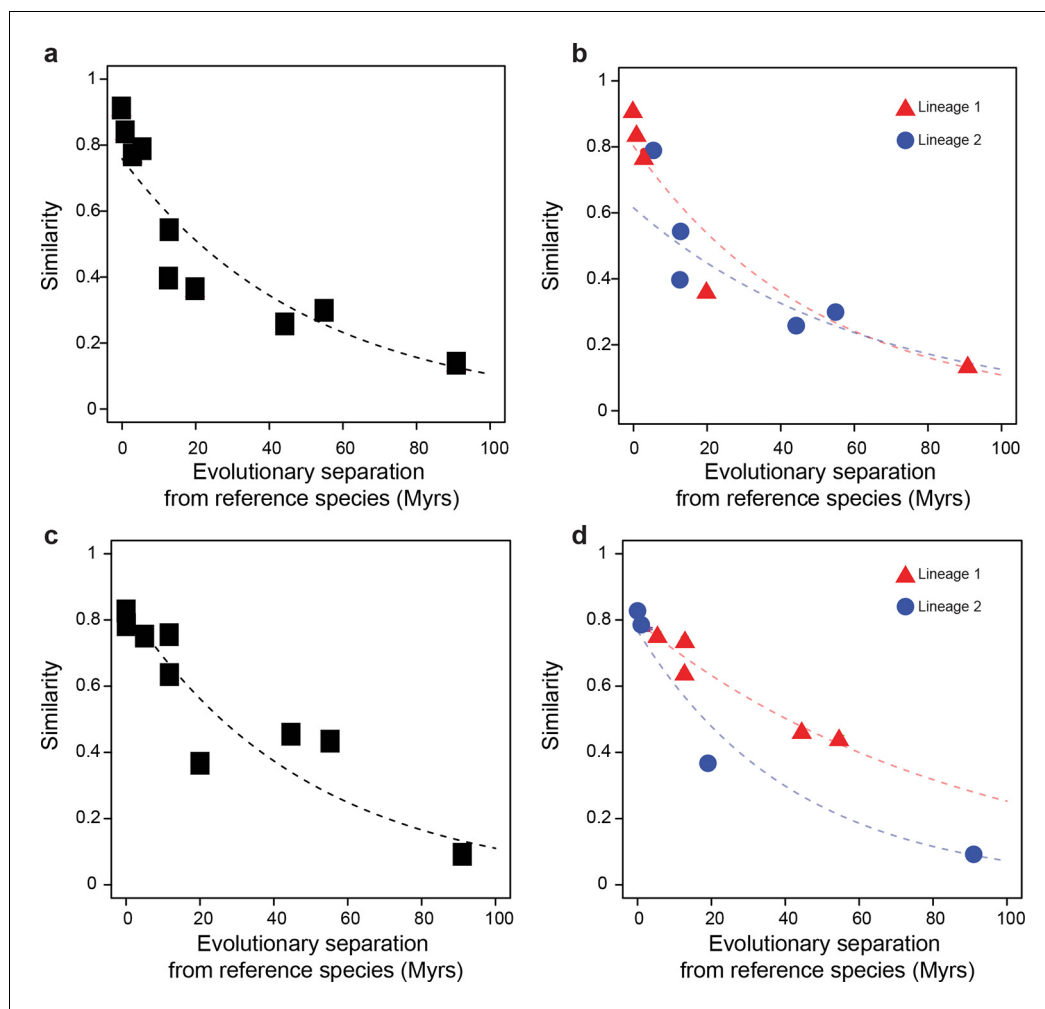 a
1
0.8
0.6
0.4
0.2
0
Similarity
0 20 40 60 80 100
Evolutionary separation
from reference species (Myrs)
b
1
0.8
0.6
0.4
0.2
0
Similarity
Lineage 1
Lineage 2
0 20 40 60 80 100
Evolutionary separation
from reference species (Myrs)
c
1
0.8
0.6
0.4
0.2
0
Similarity
0 20 40 60 80 100
Evolutionary separation
from reference species (Myrs)
d
1
0.8
0.6
0.4
0.2
0
Similarity
Lineage 1
Lineage 2
0 20 40 60 80 100
Evolutionary separation
from reference species (Myrs)